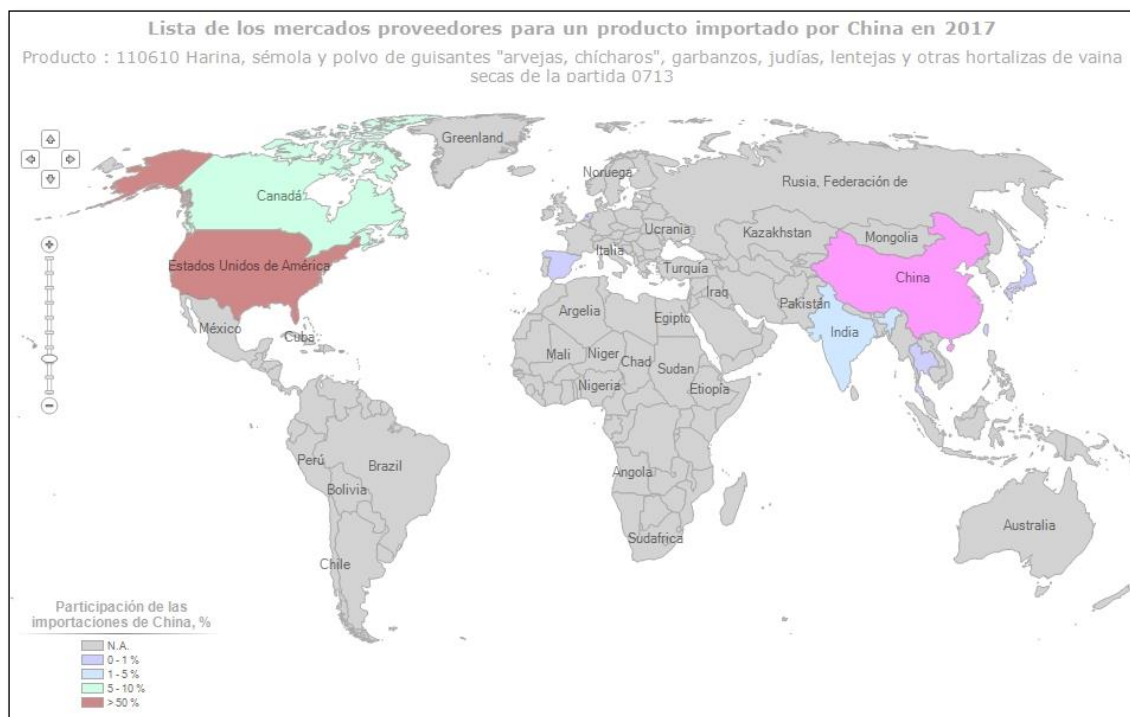 Lista de los mercados proveedores para un producto importado por China en 2017
Producto : 110610 Harina, sémola y polvo de guisantes "arvejas, chícharos", garbanzos, judías, lentejas y otras hortalizas de vaina
secas de la partida 0713
Greenland
Canadá
Noruega
Rusia, Federación de
Ucrania
Kazakhstan
Mongolia
Italia
Estados Unidos de América
Turquía
China
Iraq
Pakistán
Argelia
Egipto
México
Cuba
India
Mali
Niger
Chad
Sudan
Nigeria
Etiopía
Perú
Brazil
Angola
Bolivia
Australia
Sudafrica
Chile
Participación de las
importaciones de China, %
N.A.
0 - 1 %
1 - 5 %
5 - 10 %
> 50 %